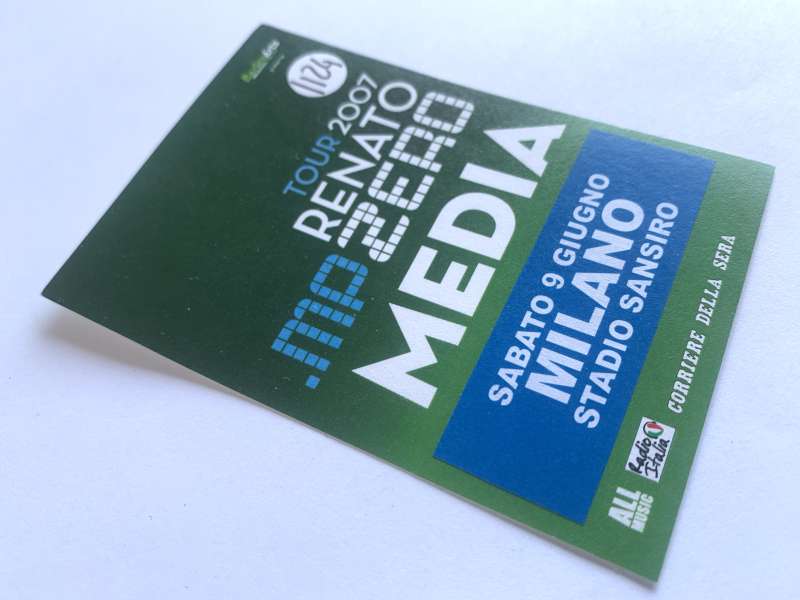 1124
TOUR 2007
RENATO
.MP ZERO
MEDIA
SABATO 9 GIUGNO
MILANO
STADIO SANSIRO
ALL
MUSIC
Radio
Italia
CORRIERE DELLA SERA